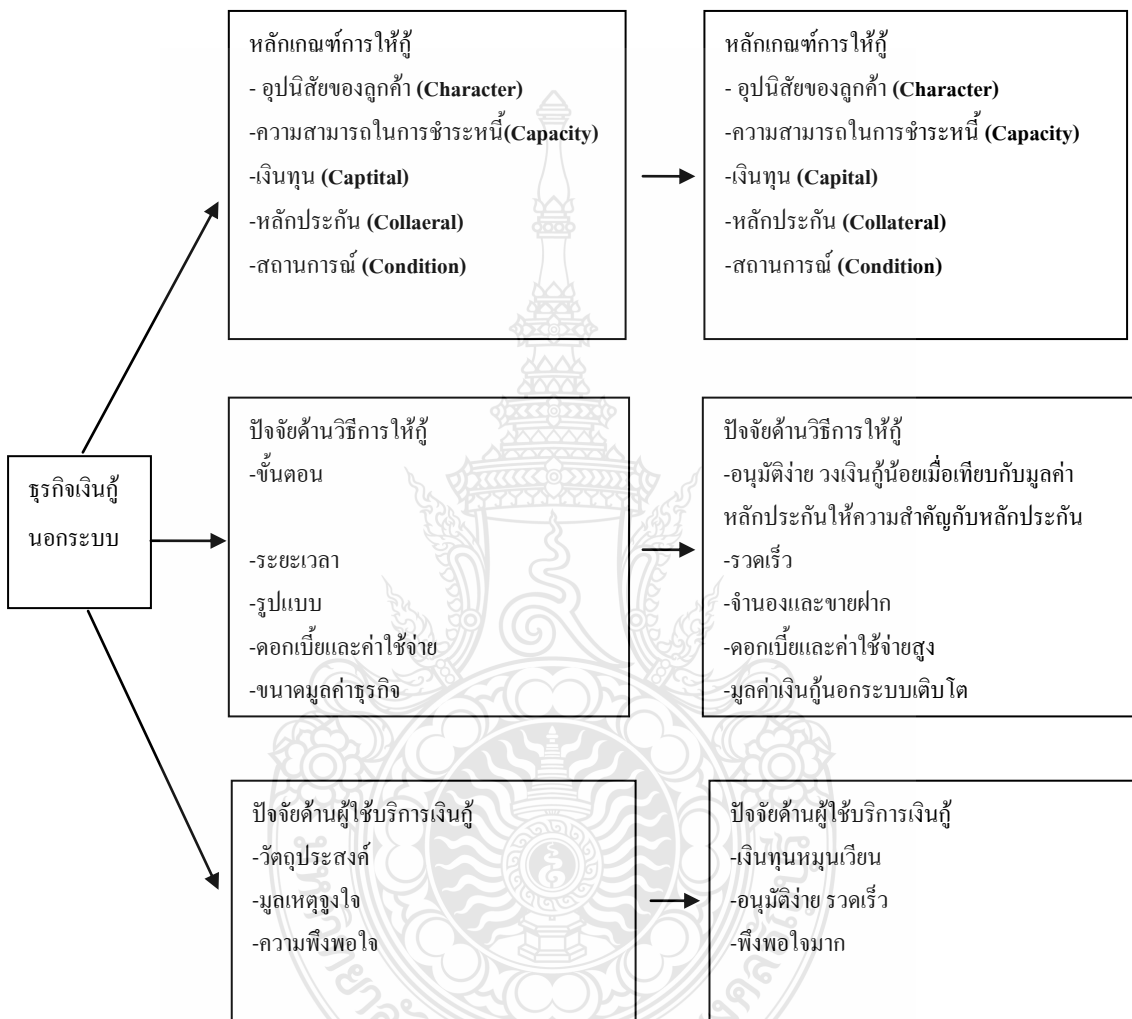 หลักเกณฑ์การให้กู้
- อุปนิสัยของลูกค้า (Character)
-ความสามารถในการชำระหนี้(Capacity)
-เงินทุน (Captital)
-หลักประกัน (Collaeral)
-สถานการณ์ (Condition)
หลักเกณฑ์การให้กู้
- อุปนิสัยของลูกค้า (Character)
-ความสามารถในการชำระหนี้ (Capacity)
-เงินทุน (Capital)
-หลักประกัน (Collateral)
-สถานการณ์ (Condition)
ธุรกิจเงินกู้
นอกระบบ
ปัจจัยด้านวิธีการให้กู้
-ขั้นตอน
-ระยะเวลา
-รูปแบบ
-ดอกเบี้ยและค่าใช้จ่าย
-ขนาดมูลค่าธุรกิจ
ปัจจัยด้านวิธีการให้กู้
-อนุมัติง่าย วงเงินกู้น้อยเมื่อเทียบกับมูลค่า
หลักประกันให้ความสำคัญกับหลักประกัน
-รวดเร็ว
-จำนองและขายฝาก
-ดอกเบี้ยและค่าใช้จ่ายสูง
-มูลค่าเงินกู้นอกระบบเติบโต
ปัจจัยด้านผู้ใช้บริการเงินกู้
-วัตถุประสงค์
-มูลเหตุจูงใจ
-ความพึงพอใจ
ปัจจัยด้านผู้ใช้บริการเงินกู้
-เงินทุนหมุนเวียน
-อนุมัติง่าย รวดเร็ว
-พึงพอใจมาก